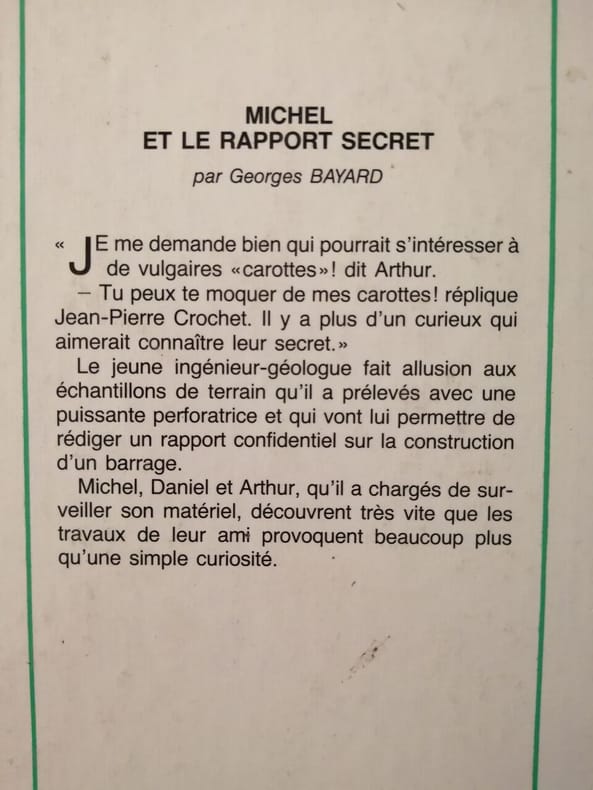 MICHEL
ET LE RAPPORT SECRET
par Georges BAYARD
« JE me demande bien qui pourrait s'intéresser à
de vulgaires «carottes»! dit Arthur.
— Tu peux te moquer de mes carottes! réplique
Jean-Pierre Crochet. Il y a plus d'un curieux qui
aimerait connaître leur secret.»
Le jeune ingénieur-géologue fait allusion aux
échantillons de terrain qu'il a prélevés avec une
puissante perforatrice et qui vont lui permettre de
rédiger un rapport confidentiel sur la construction
d'un barrage.
Michel, Daniel et Arthur, qu'il a chargés de sur-
veiller son matériel, découvrent très vite que les
travaux de leur ami provoquent beaucoup plus
qu'une simple curiosité.